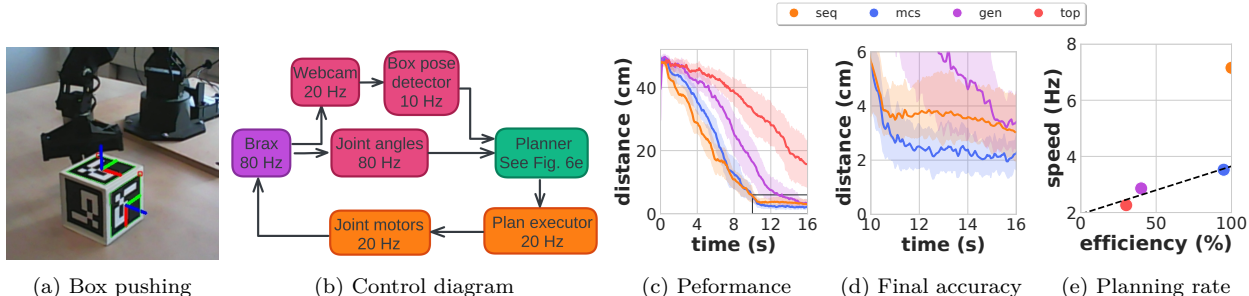 seq mcs gen top
Webcam
20 Hz
Box pose
detector
10 Hz
Brax
80 Hz
Joint angles
80 Hz
Planner
See Fig. 6e
Joint motors
20 Hz
Plan executor
20 Hz
distance (cm)
40
20
0
0 4 8 12 16
time (s)
distance (cm)
6
4
2
0
10 12 14 16
time (s)
speed (Hz)
8
6
4
2
0 50 100
efficiency (%)
(a) Box pushing
(b) Control diagram
(c) Peformance
(d) Final accuracy
(e) Planning rate